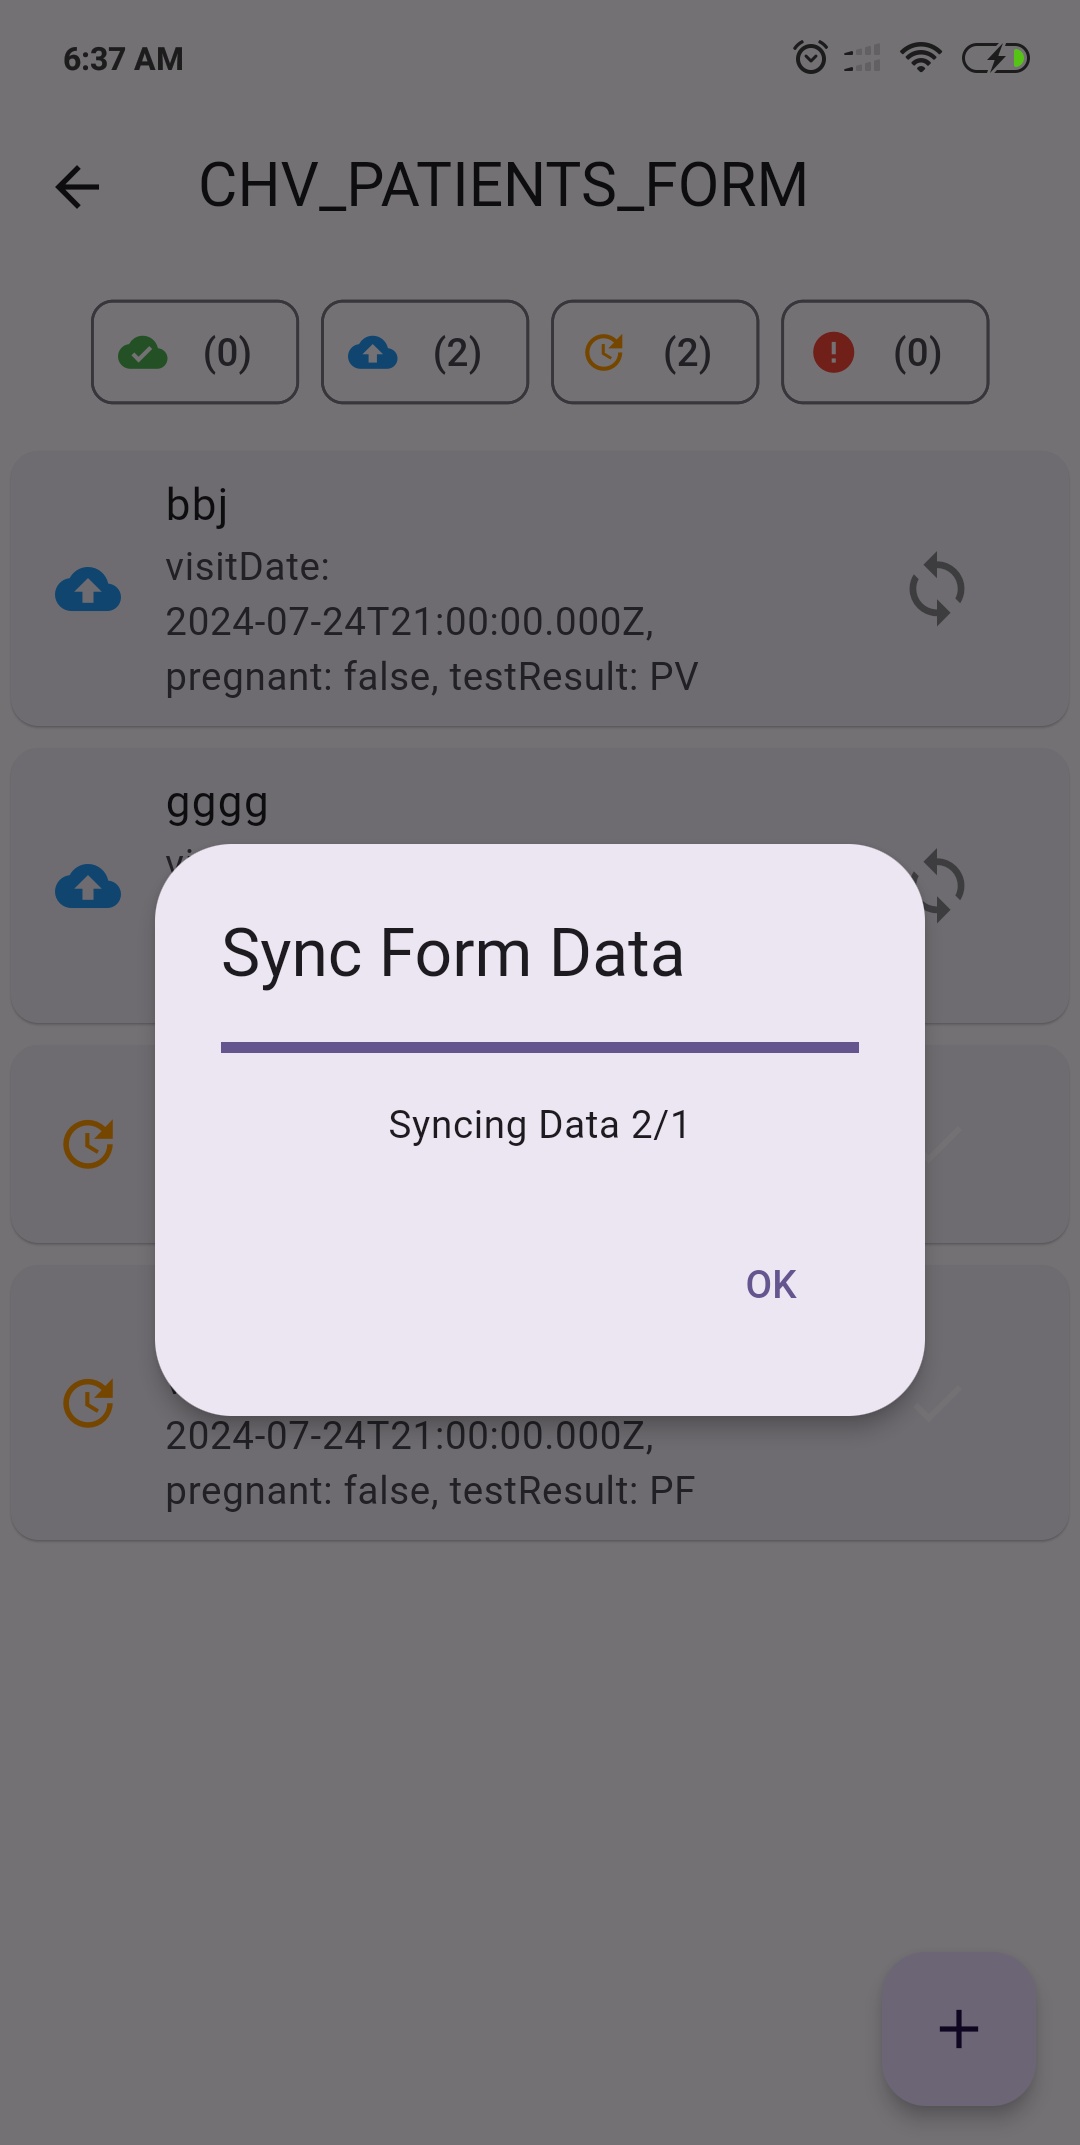 6:37 AM
CHV_PATIENTS_FORM
(0)
(2)
(2)
(0)
bbj
visitDate:
2024-07-24T21:00:00.000Z,
pregnant: false, testResult: PV
gggg
Sync Form Data
Syncing Data 2/1
OK
2024-07-24T21:00:00.000Z,
pregnant: false, testResult: PF